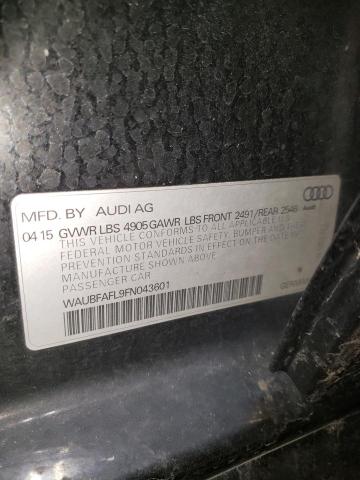 MFD. BY AUDI AG
Audi
04 15 GVWR LBS 4905 GAWR LBS FRONT 2491/REAR 2546
THIS VEHICLE CONFORMS TO ALL APPLICABLE U.S.
FEDERAL MOTOR VEHICLE SAFETY, BUMPER AND THEFT
PREVENTION STANDARDS IN EFFECT ON THE DATE OF
MANUFACTURE SHOWN ABOVE
PASSENGER CAR
WAUBFAFL9FN043601